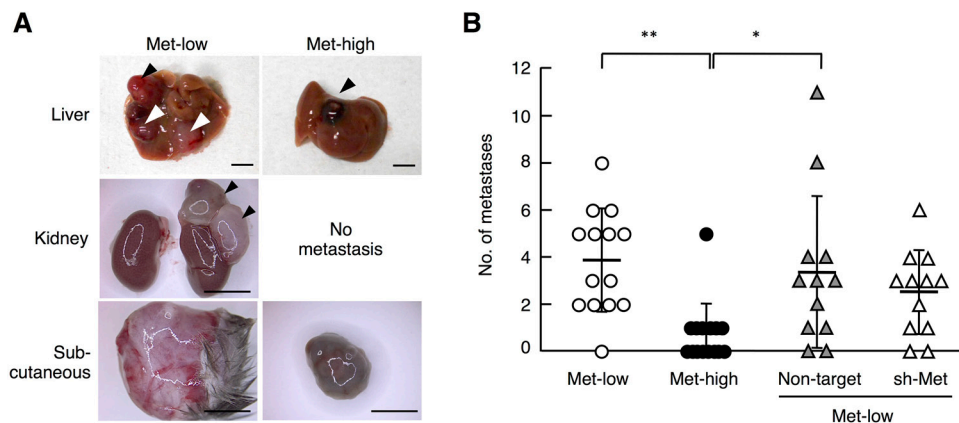 A
Met-low
Met-high
Liver
Kidney
No
metastasis
Sub-
cutaneous
B
**
*
No. of metastases
12
10
8
6
4
2
0
Met-low
Met-high
Non-target
sh-Met
Met-low